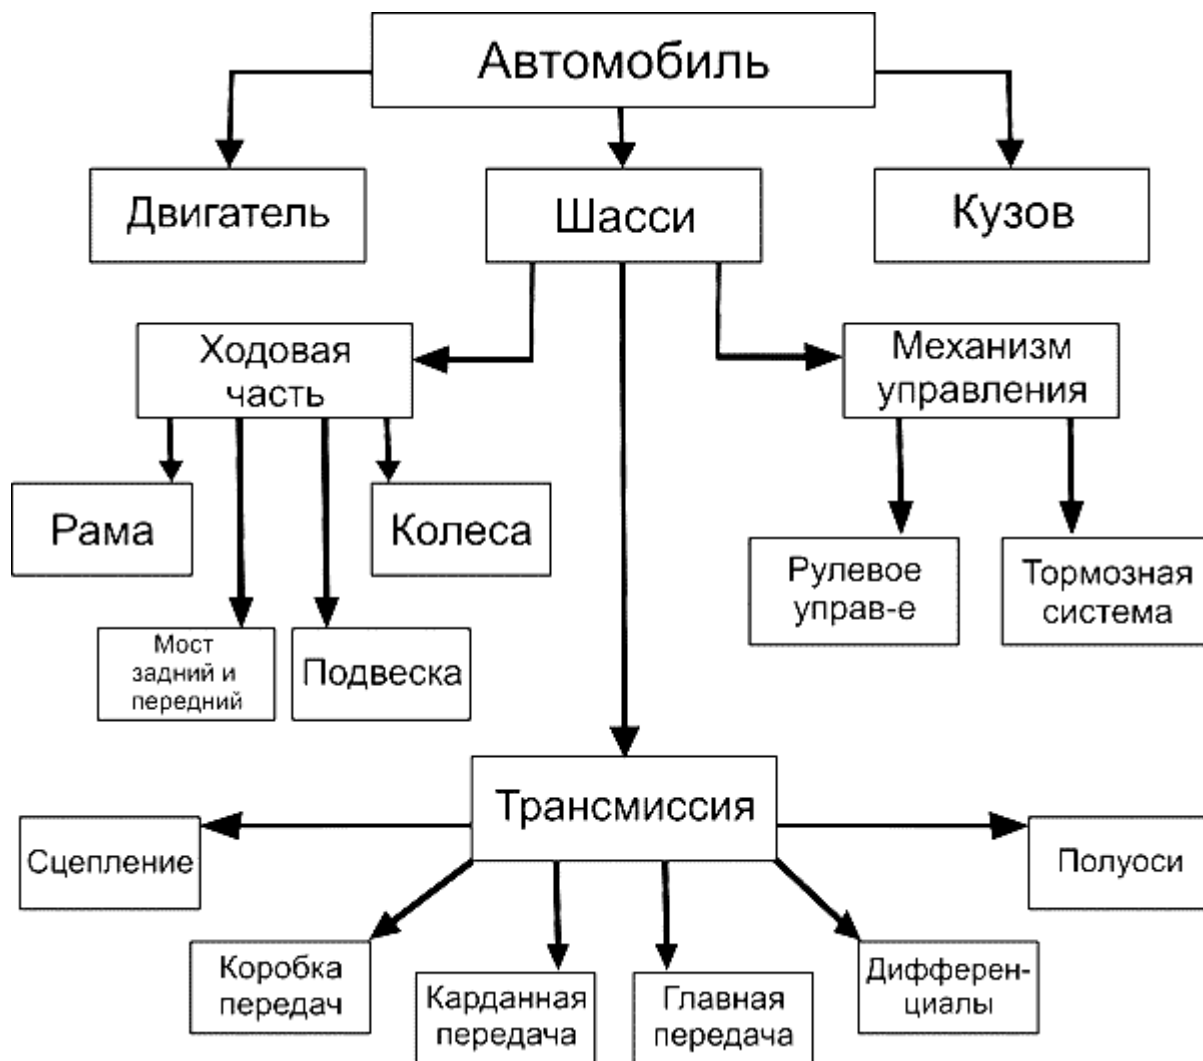 Автомобиль
Двигатель
Шасси
Кузов
Ходовая
часть
Механизм
управления
Рама
Колеса
Рулевое
управ-е
Тормозная
система
Мост
задний и
передний
Подвеска
Трансмиссия
Сцепление
Полуоси
Коробка
передач
Карданная
передача
Главная
передача
Дифферен-
циалы